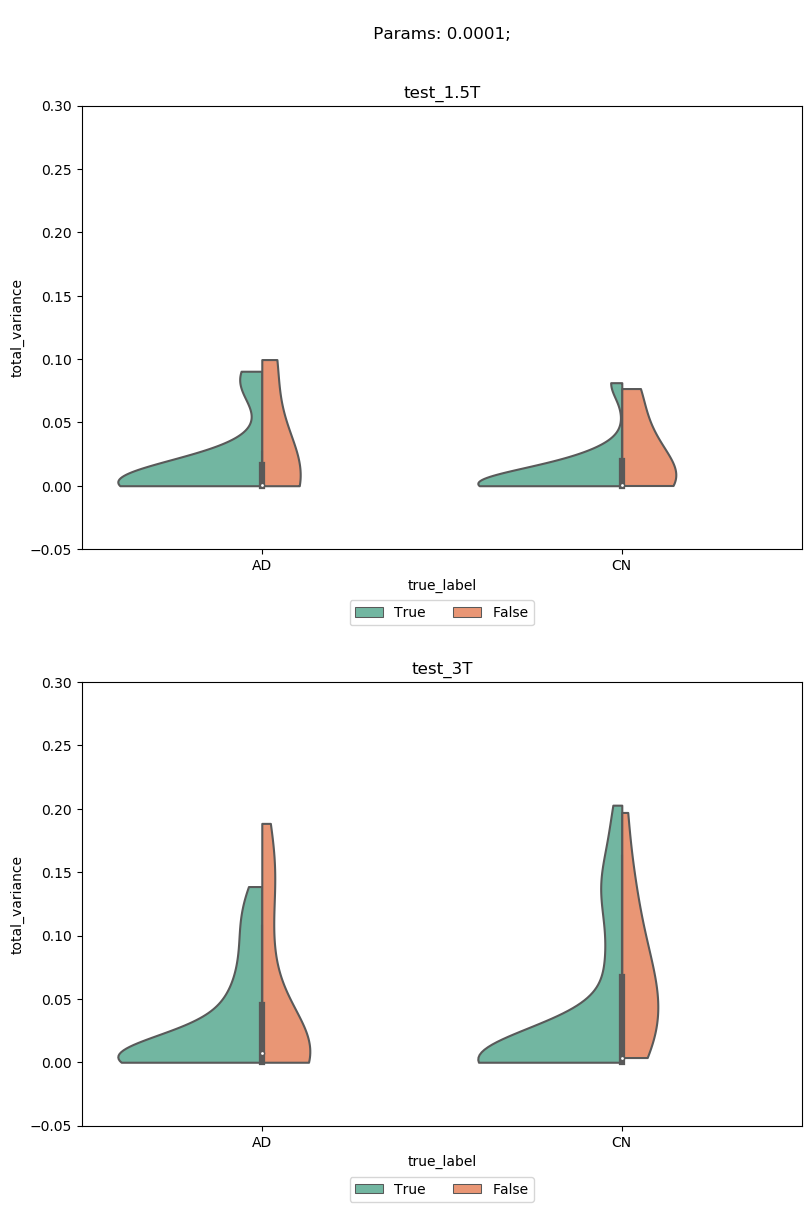 Params: 0.0001;
test_1.5T
0.30
0.25
0.20
0.15
0.10
0.05
0.00
−0.05
total_variance
AD CN
true_label
True False
test_3T
0.30
0.25
0.20
0.15
0.10
0.05
0.00
−0.05
total_variance
AD CN
true_label
True False